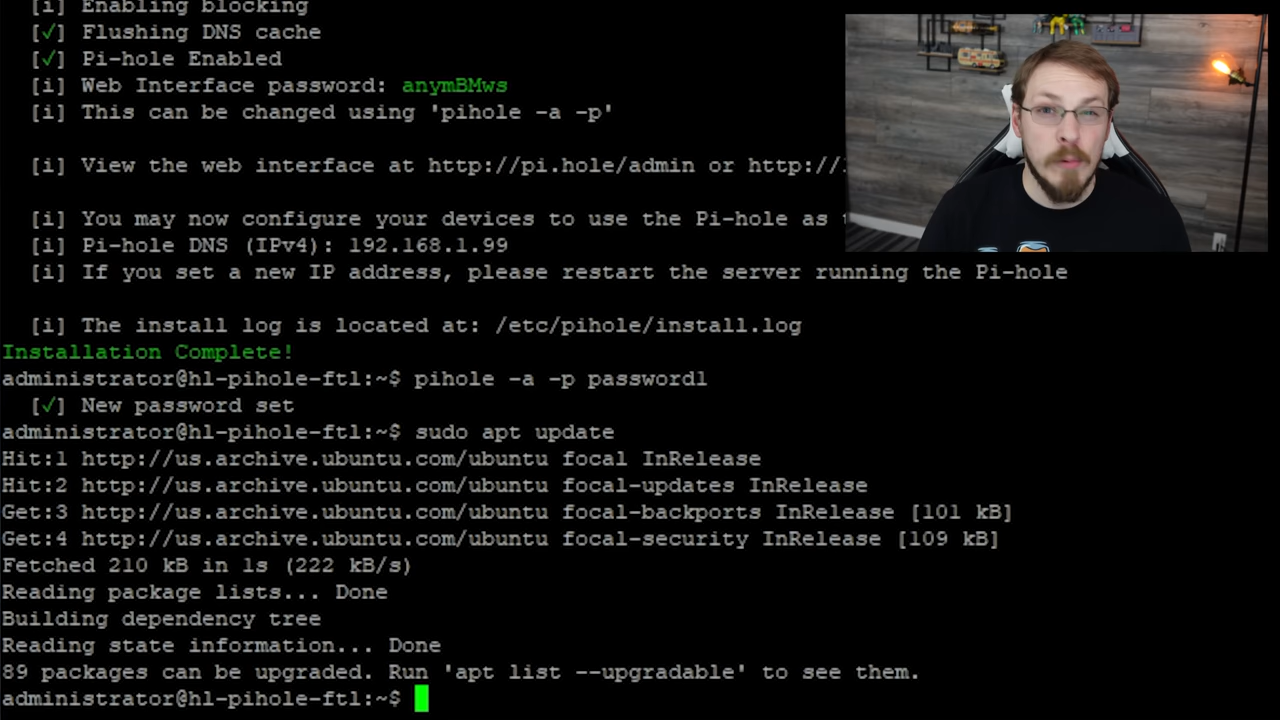 [i] Enabling blocking
[✓] Flushing DNS cache
[✓] Pi-hole Enabled
[i] Web Interface password: anymBMws
[i] This can be changed using 'pihole -a -p'
[i] View the web interface at http://pi.hole/admin or http://
[i] You may now configure your devices to use the Pi-hole as
[i] Pi-hole DNS (IPv4): 192.168.1.99
[i] If you set a new IP address, please restart the server running the Pi-hole
[i] The install log is located at: /etc/pihole/install.log
Installation Complete!
administrator@hl-pihole-ftl:~$ pihole -a -p password1
[✓] New password set
administrator@hl-pihole-ftl:~$ sudo apt update
Hit:1 http://us.archive.ubuntu.com/ubuntu focal InRelease
Hit:2 http://us.archive.ubuntu.com/ubuntu focal-updates InRelease
Get:3 http://us.archive.ubuntu.com/ubuntu focal-backports InRelease [101 kB]
Get:4 http://us.archive.ubuntu.com/ubuntu focal-security InRelease [109 kB]
Fetched 210 kB in 1s (222 kB/s)
Reading package lists... Done
Building dependency tree
Reading state information... Done
89 packages can be upgraded. Run 'apt list --upgradable' to see them.
administrator@hl-pihole-ftl:~$